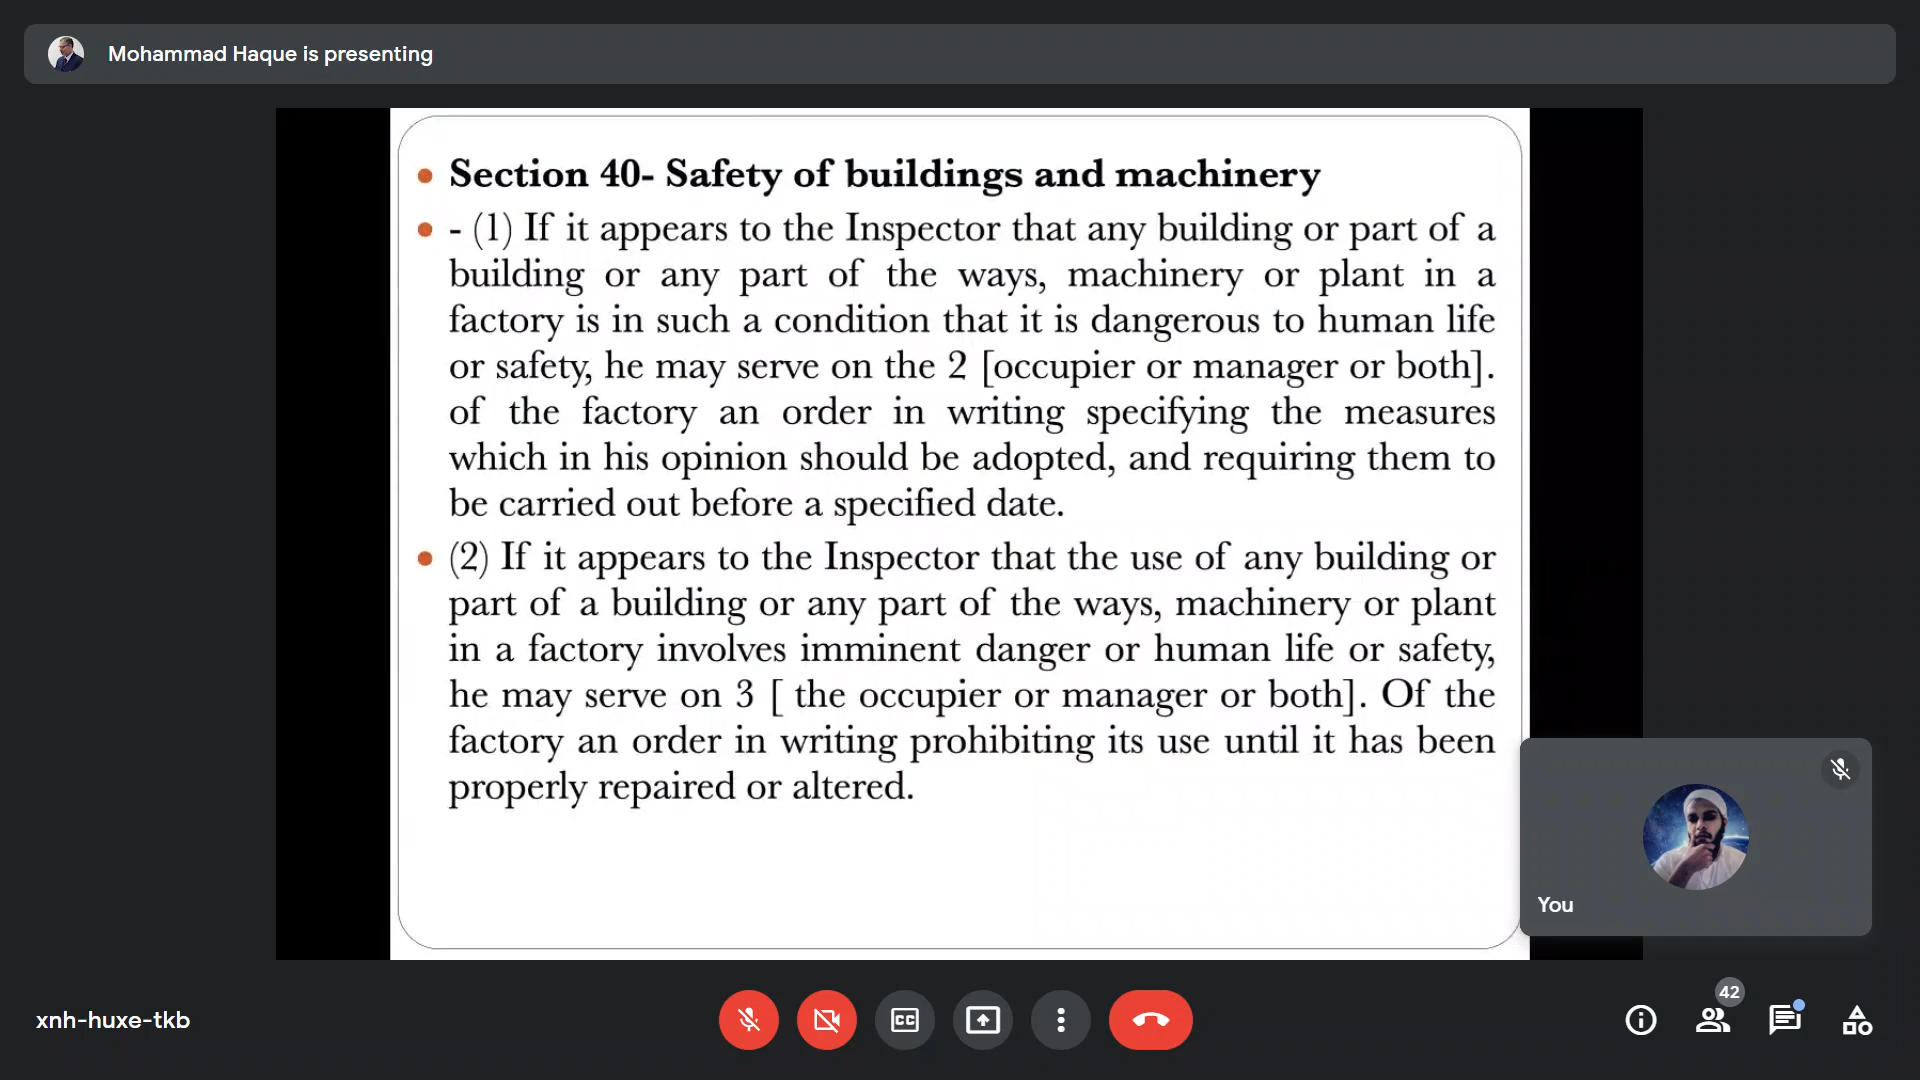 Mohammad Haque is presenting
Section 40- Safety of buildings and machinery
- (1) If it appears to the Inspector that any building or part of a
building or any part of the ways, machinery or plant in a
factory is in such a condition that it is dangerous to human life
or safety, he may serve on the 2 [occupier or manager or both].
of the factory an order in writing specifying the measures
which in his opinion should be adopted, and requiring them to
be carried out before a specified date.
(2) If it appears to the Inspector that the use of any building or
part of a building or any part of the ways, machinery or plant
in a factory involves imminent danger or human life or safety,
he may serve on 3 [ the occupier or manager or both]. Of the
factory an order in writing prohibiting its use until it has been
properly repaired or altered.
You
42
xnh-huxe-tkb
CC